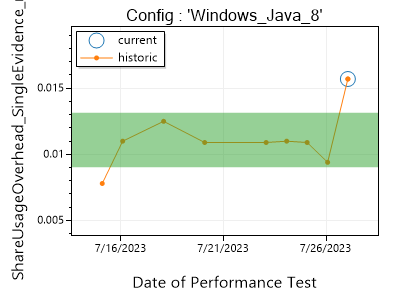 Config : 'Windows_Java_8'
current
historic
ShareUsageOverhead_SingleEvidence_
0.015
0.01
0.005
7/16/2023
7/21/2023
7/26/2023
Date of Performance Test